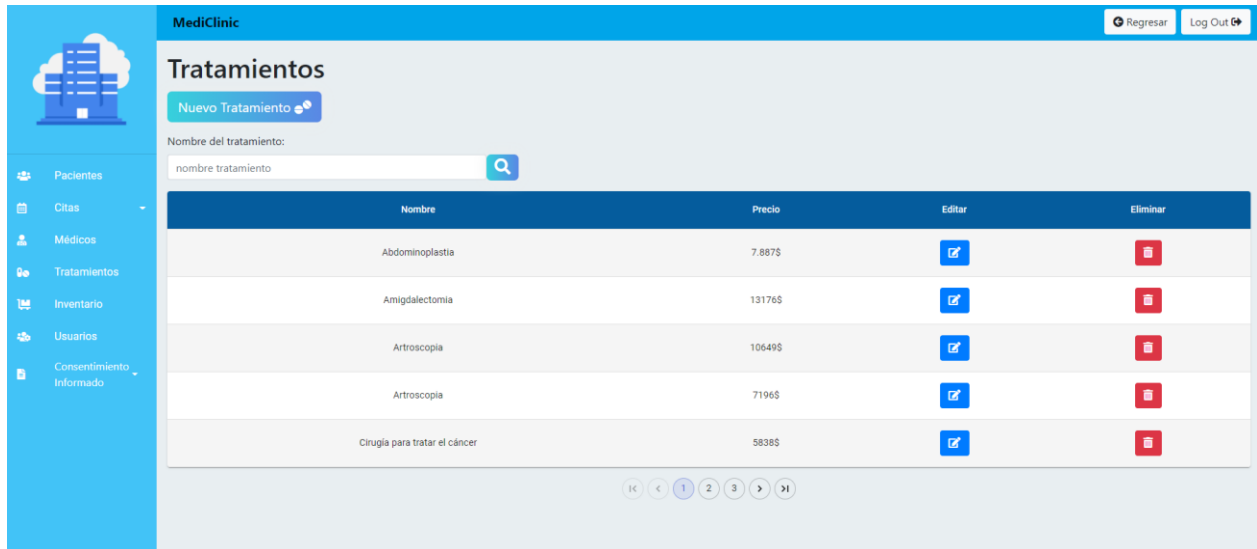 MediClinic
Regresar
Log Out
Tratamientos
Nuevo Tratamiento
Nombre del tratamiento:
nombre tratamiento
Pacientes
Citas
Médicos
Tratamientos
Inventario
Usuarios
Consentimiento
Informado
Nombre Precio Editar Eliminar
Abdominoplastia 7.887$
Amigdalectomia 13176$
Artroscopia 10649$
Artroscopia 7196$
Cirugía para tratar el cáncer 5838$
1 2 3